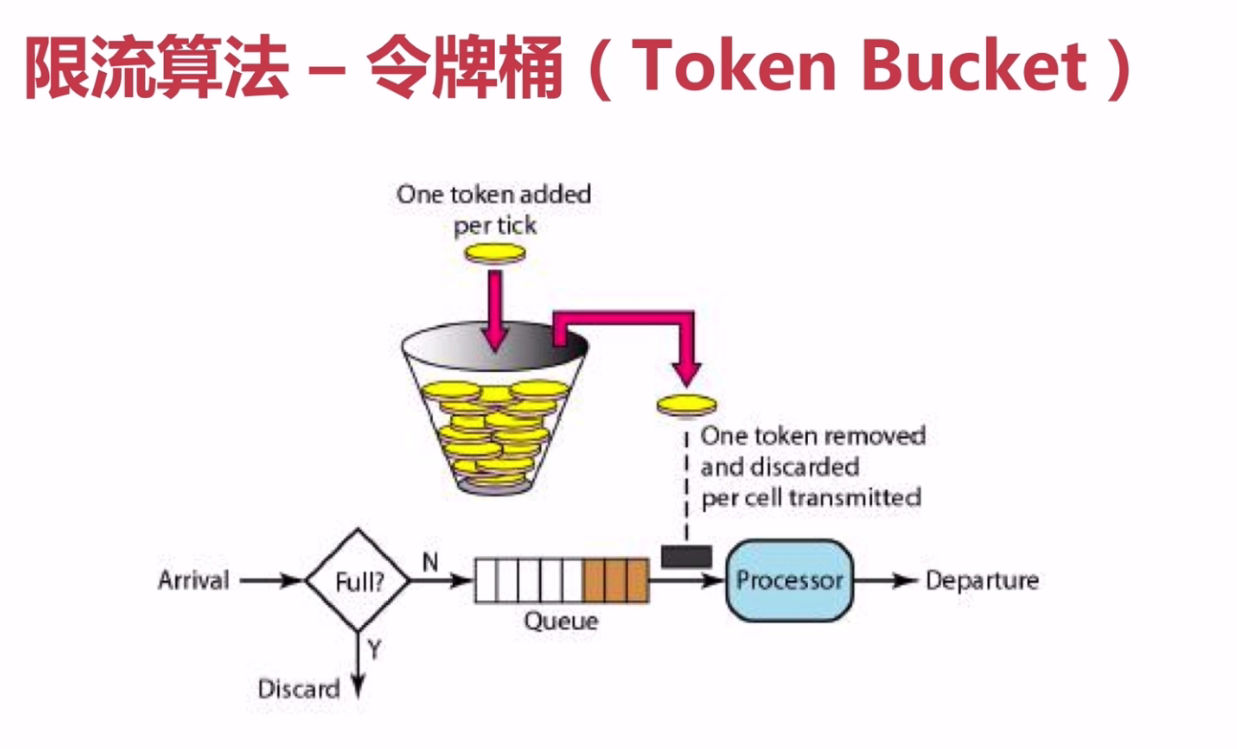 限流算法 – 令牌桶（Token Bucket）
One token added
per tick
One token removed
and discarded
per cell transmitted
Arrival
Full?
N
Y
Discard
Queue
Processor
Departure